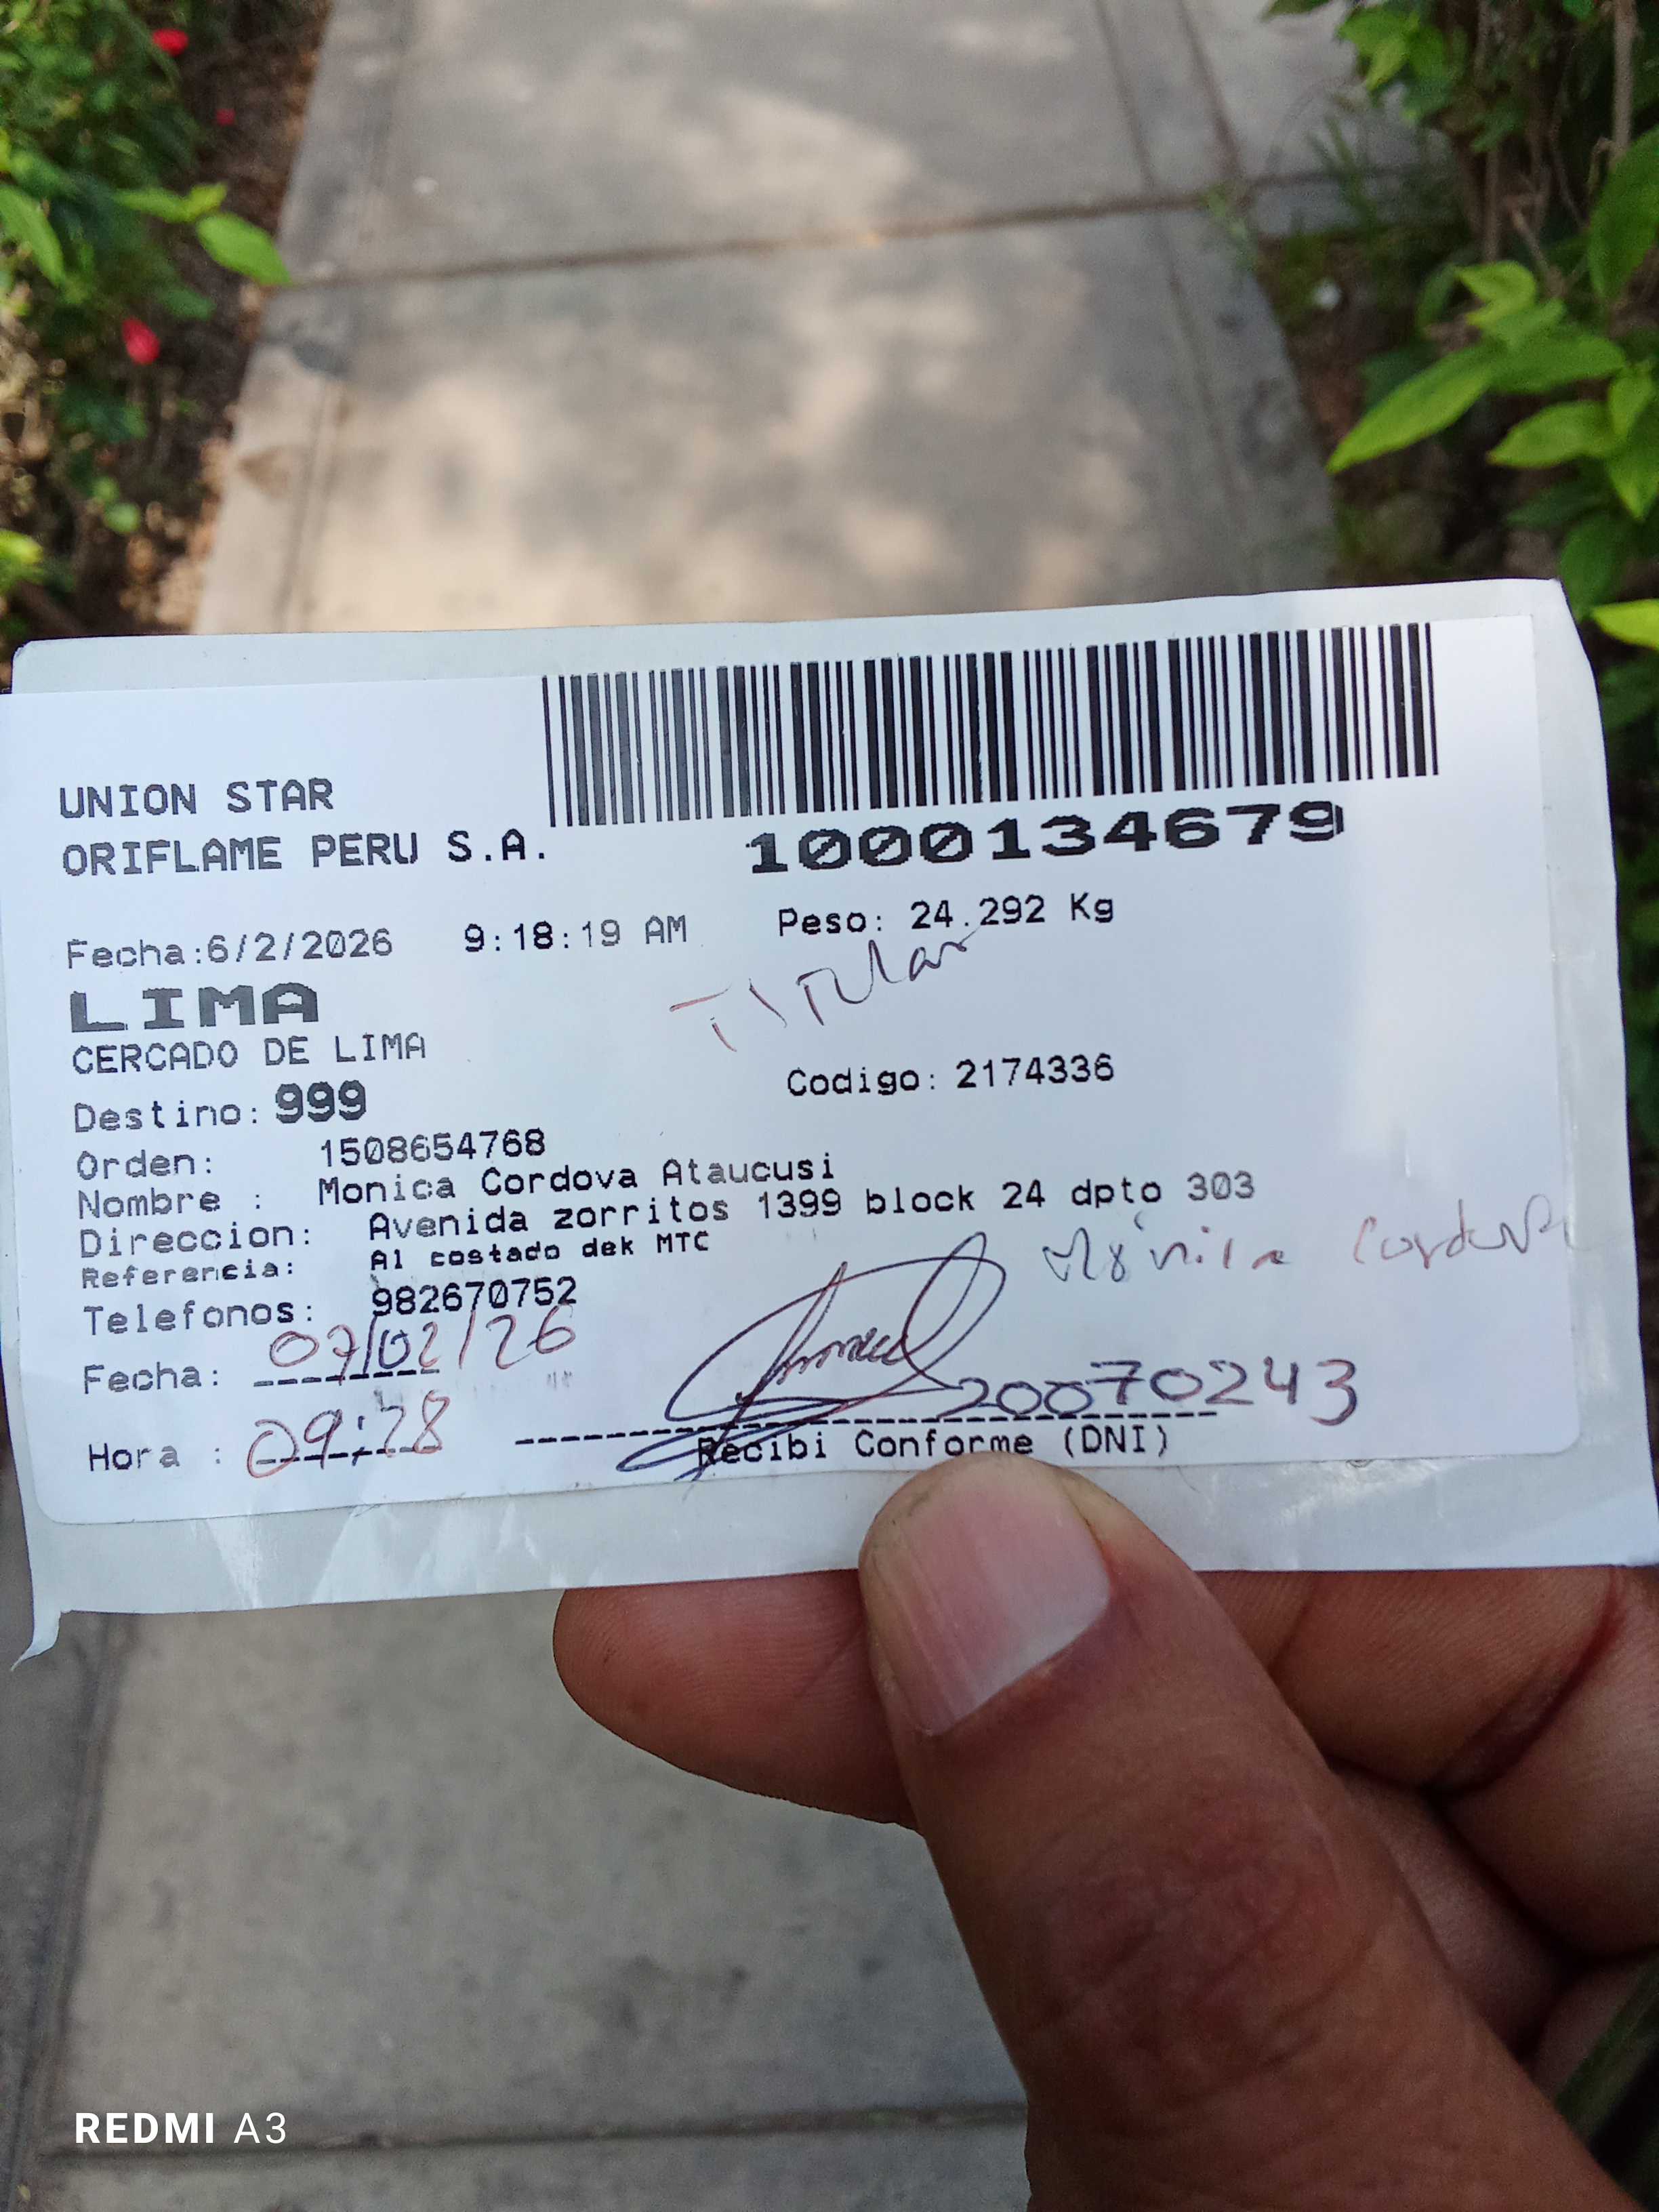 UNION STAR
ORIFLAME PERU S.A.
1000134679
Fecha:6/2/2026 9:18:19 AM Peso: 24.292 Kg
Titular
LIMA
CERCADO DE LIMA
Destino: 999 Codigo: 2174336
Orden: 1508654768
Nombre : Monica Cordova Ataucusi
Direccion: Avenida zorritos 1399 block 24 dpto 303
Referencia: Al costado dek MTC
Mónica Cordova
Telefonos: 982670752
Fecha: 07/02/26
20070243
Hora : 09:
Recibi Conforme (DNI)
REDMI A3